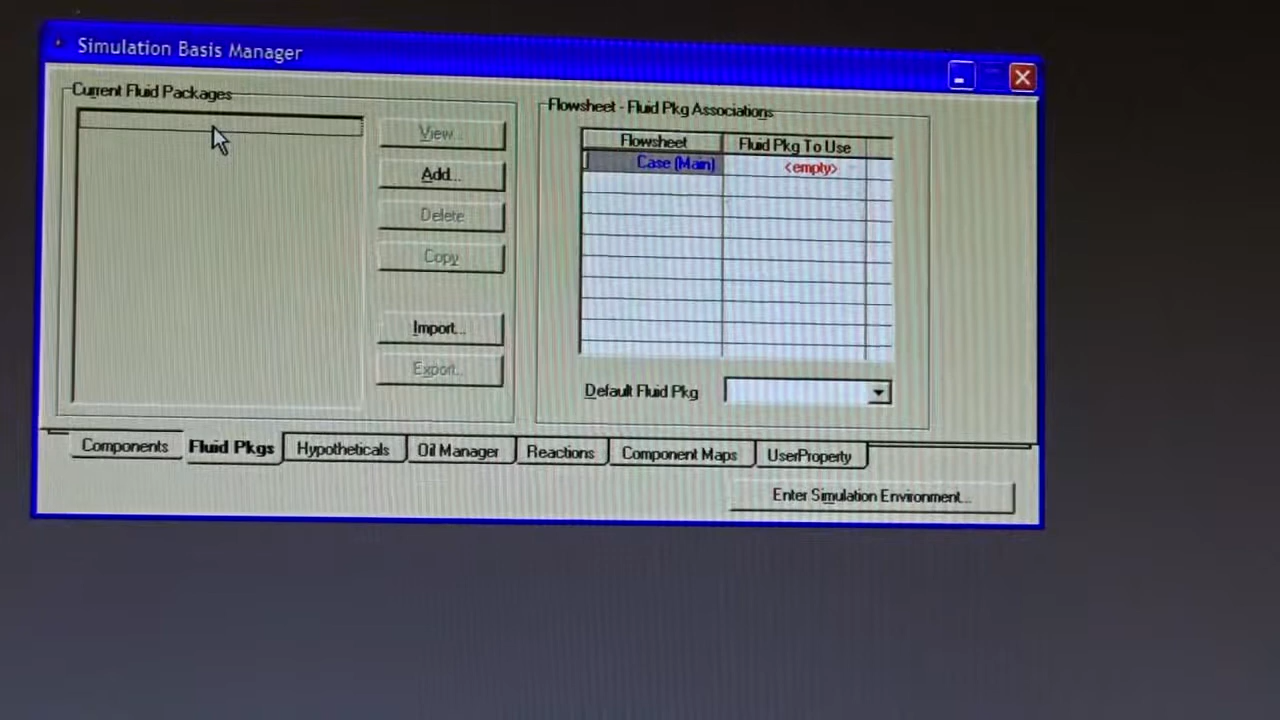 Simulation Basis Manager
Current Fluid Packages
View...
Add...
Delete
Copy
Import...
Export...
Flowsheet - Fluid Pkg Associations
Flowsheet Fluid Pkg To Use
Case (Main) <empty>
Default Fluid Pkg
Components Fluid Pkgs Hypotheticals Oil Manager Reactions Component Maps UserProperty
Enter Simulation Environment...